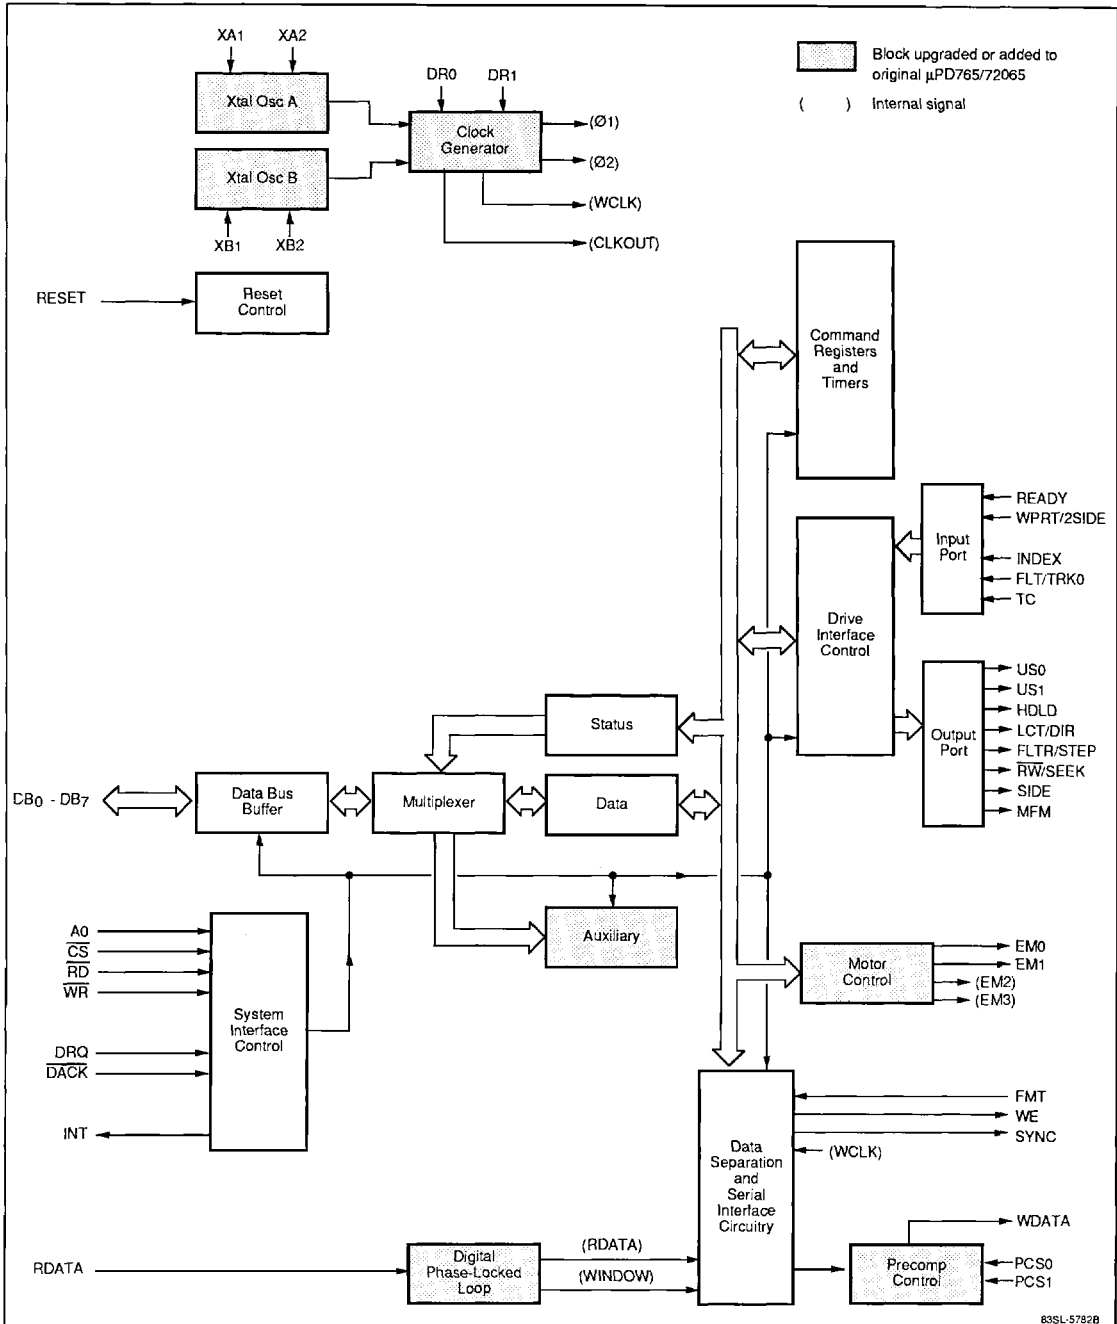 XA1 XA2
Xtal Osc A
Xtal Osc B
XB1 XB2
DR0 DR1
Clock
Generator
(Ø1)
(Ø2)
(WCLK)
(CLKOUT)
Block upgraded or added to
original µPD765/72065
( ) Internal signal
RESET
Reset
Control
Command
Registers
and
Timers
Input
Port
READY
WPRT/2SIDE
INDEX
FLT/TRK0
TC
Drive
Interface
Control
Output
Port
US0
US1
HDLD
LCT/DIR
FLTR/STEP
R̅W̅/SEEK
SIDE
MFM
Status
DB0 - DB7
Data Bus
Buffer
Multiplexer
Data
Auxiliary
A0
C̅S̅
R̅D̅
W̅R̅
DRQ
D̅A̅C̅K̅
INT
System
Interface
Control
Motor
Control
EM0
EM1
(EM2)
(EM3)
Data
Separation
and
Serial
Interface
Circuitry
FMT
WE
SYNC
(WCLK)
WDATA
Precomp
Control
PCS0
PCS1
RDATA
Digital
Phase-Locked
Loop
(RDATA)
(WINDOW)
83SL-5782B